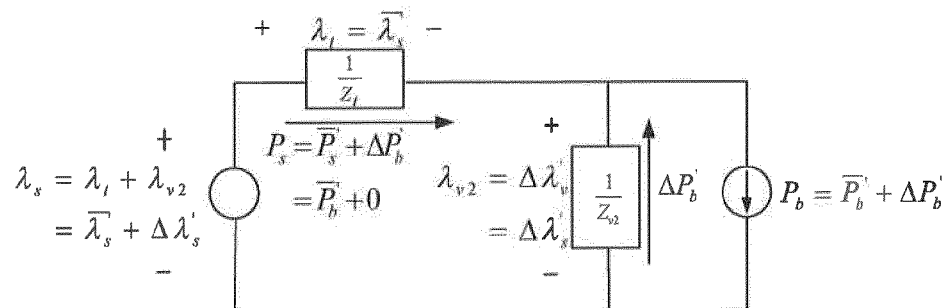 + λ_t = λ̄_s' −
1/Z_t
P_s = P̄_s' + ΔP_b'
= P̄_b' + 0
+
λ_s = λ_t + λ_v2
= λ̄_s' + Δλ_s'
−
+
λ_v2 = Δλ_v'
= Δλ_s'
−
1/Z_v2
ΔP_b'
P_b = P̄_b' + ΔP_b'